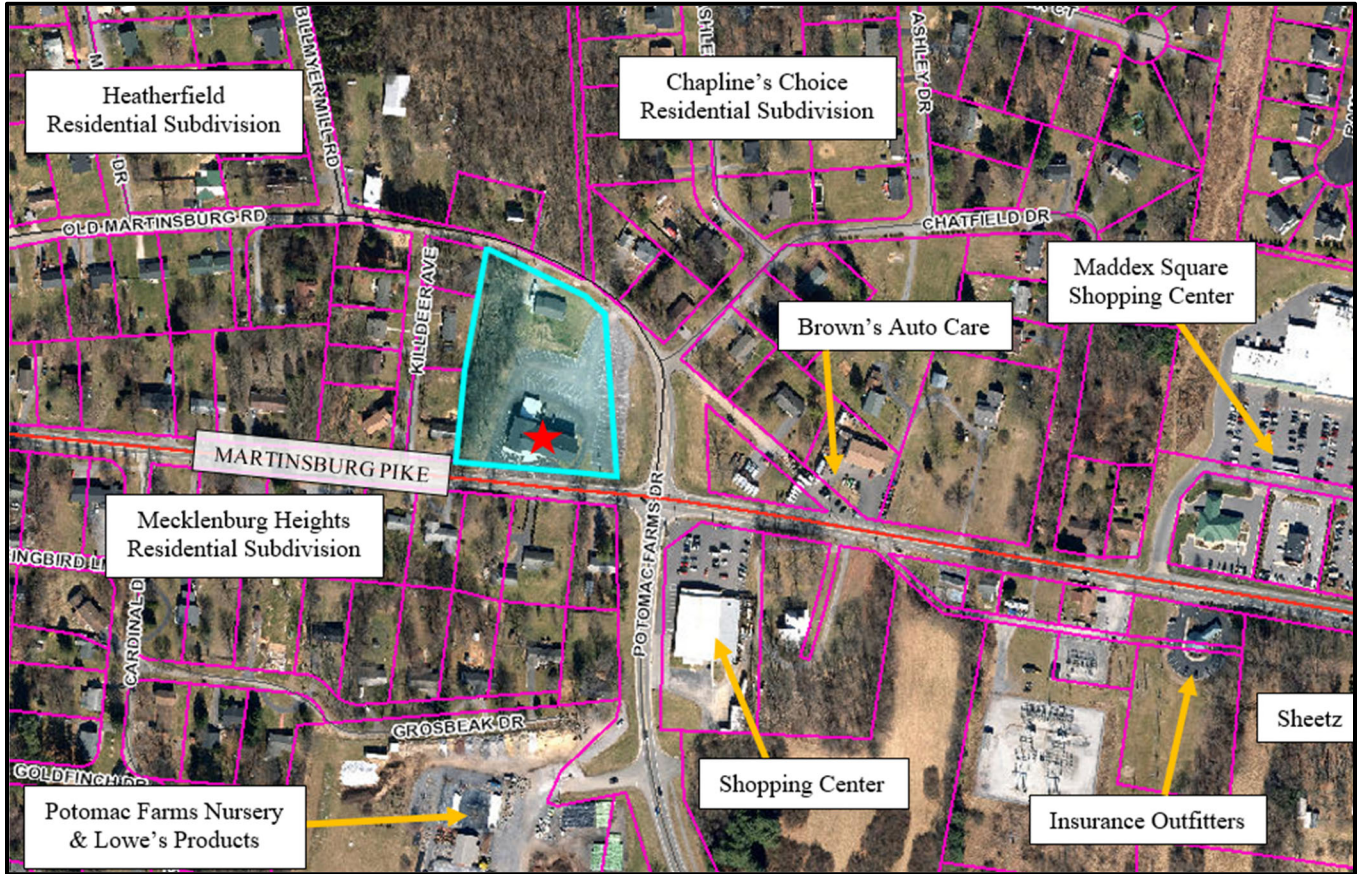 BILLMYER MILL RD
ASHLEY DR
Heatherfield
Residential Subdivision
Chapline's Choice
Residential Subdivision
DR
OLD MARTINSBURG RD
CHATFIELD DR
KILLDEER AVE
Maddex Square
Shopping Center
Brown's Auto Care
MARTINSBURG PIKE
Mecklenburg Heights
Residential Subdivision
POTOMAC FARMS DR
GROSBEAK DR
Sheetz
GOLDFINCH DR
Shopping Center
Potomac Farms Nursery
& Lowe's Products
Insurance Outfitters